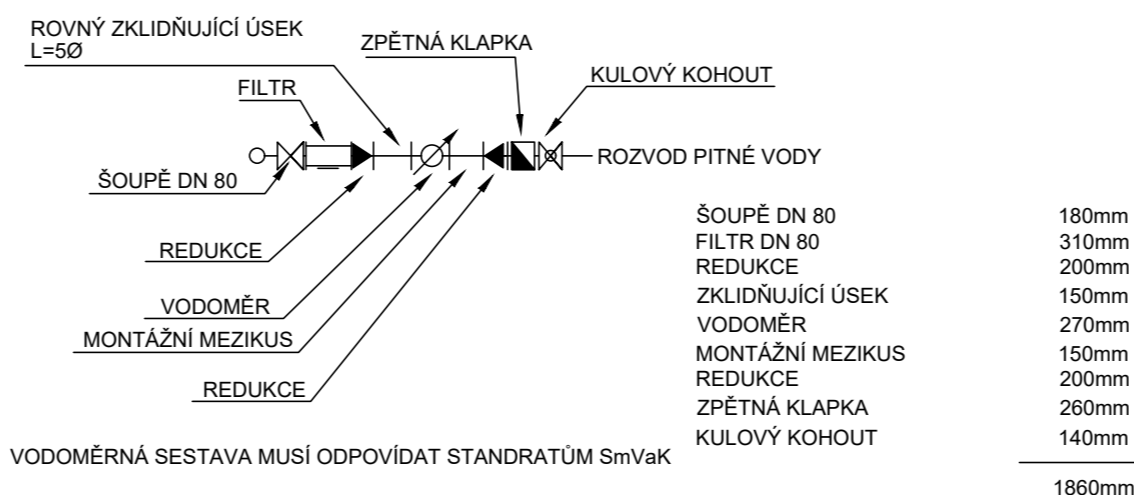 ROVNÝ ZKLIDŇUJÍCÍ ÚSEK
L=5Ø
ZPĚTNÁ KLAPKA
KULOVÝ KOHOUT
FILTR
ROZVOD PITNÉ VODY
ŠOUPĚ DN 80
REDUKCE
VODOMĚR
MONTÁŽNÍ MEZIKUS
REDUKCE
ŠOUPĚ DN 80 180mm
FILTR DN 80 310mm
REDUKCE 200mm
ZKLIDŇUJÍCÍ ÚSEK 150mm
VODOMĚR 270mm
MONTÁŽNÍ MEZIKUS 150mm
REDUKCE 200mm
ZPĚTNÁ KLAPKA 260mm
KULOVÝ KOHOUT 140mm
1860mm
VODOMĚRNÁ SESTAVA MUSÍ ODPOVÍDAT STANDRATŮM SmVaK